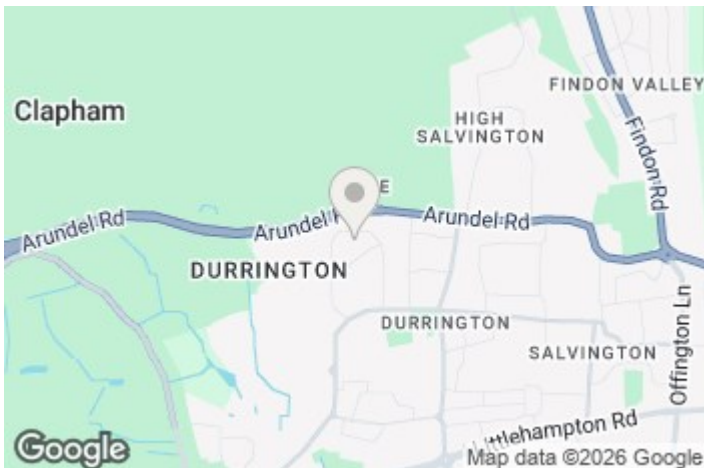 Clapham
FINDON VALLEY
HIGH
SALVINGTON
Findon Rd
E
Arundel Rd
Arundel
Arundel Rd
DURRINGTON
DURRINGTON
SALVINGTON
Offington Ln
Littlehampton Rd
Google
Map data ©2026 Google